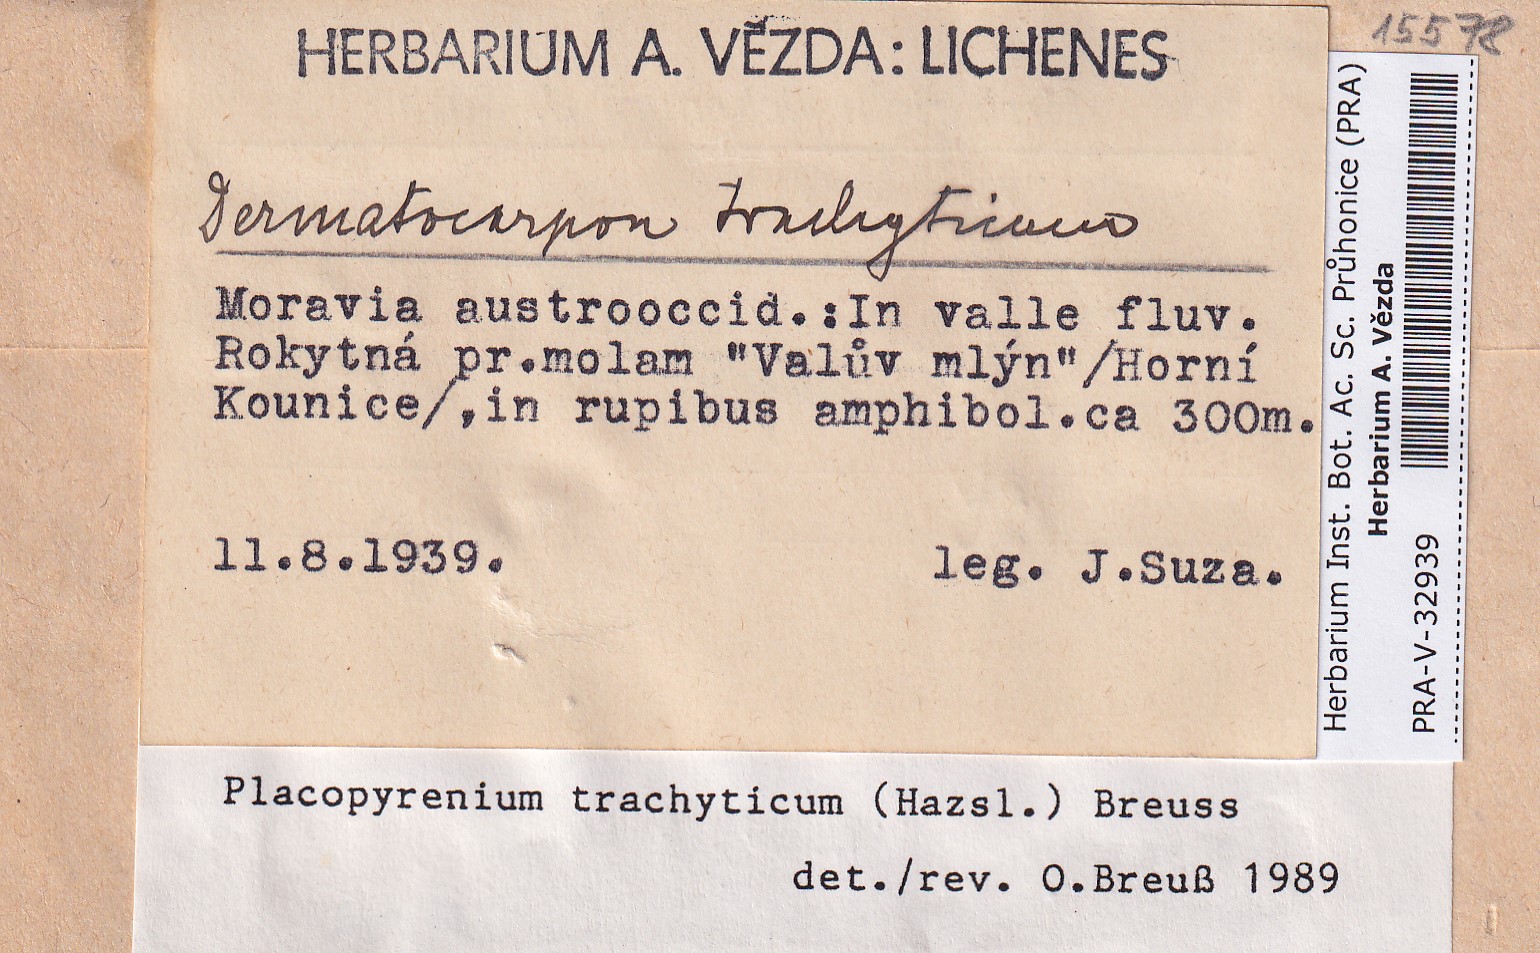 15578
HERBARIUM A. VĚZDA: LICHENES
Dermatocarpon trachyticum
Moravia austrooccid.:In valle fluv.
Rokytná pr.molam "Valův mlýn"/Horní
Kounice/,in rupibus amphibol.ca 300m.
11.8.1939.
leg. J.Suza.
Herbarium Inst. Bot. Ac. Sc. Průhonice (PRA)
Herbarium A. Vězda
PRA-V-32939
Placopyrenium trachyticum (Hazsl.) Breuss
det./rev. O.Breuß 1989